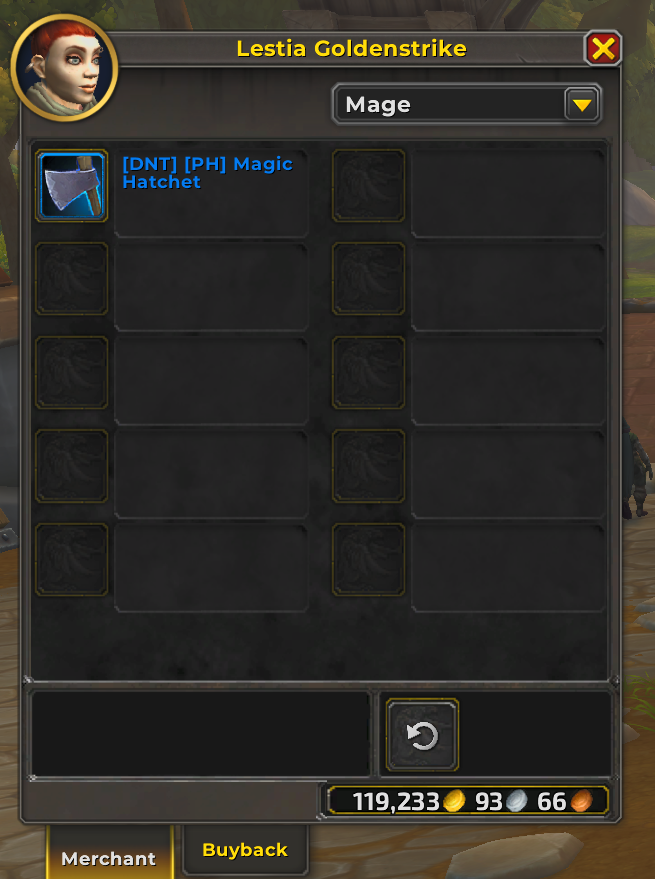 Lestia Goldenstrike
Mage
[DNT] [PH] Magic
Hatchet
119,233 93 66
Merchant
Buyback